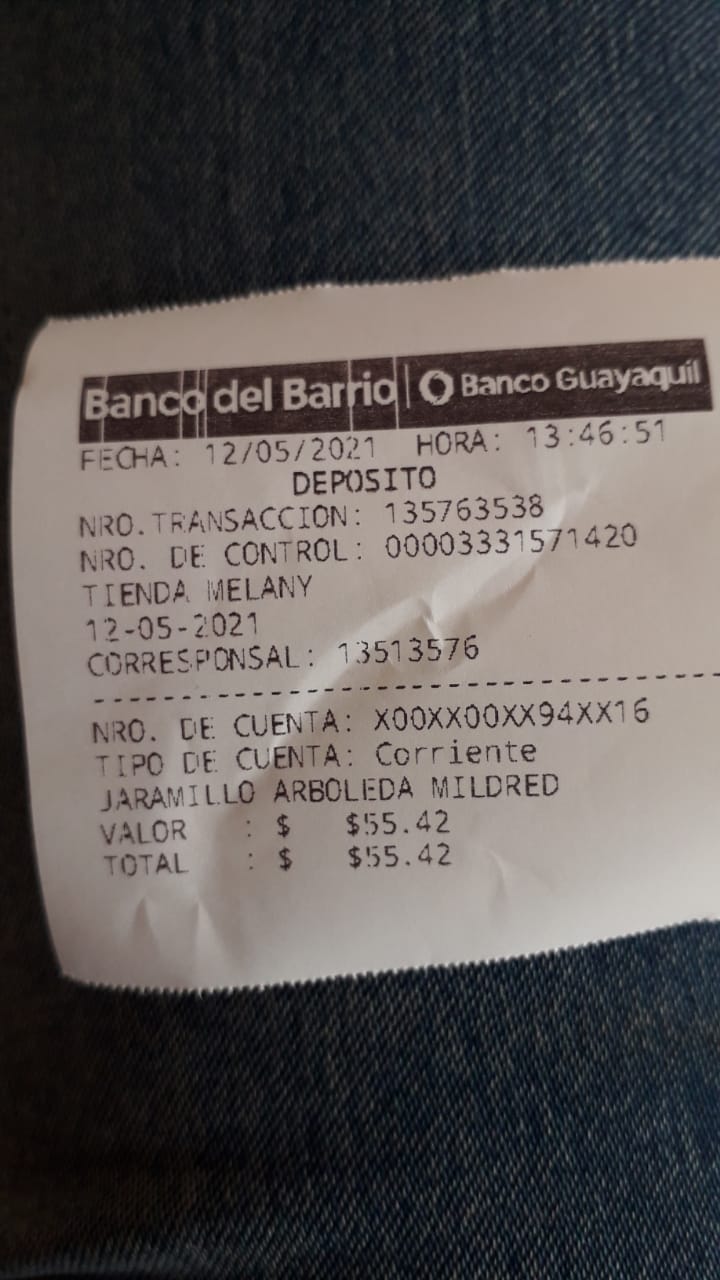 Banco del Barrio | Banco Guayaquil
FECHA: 12/05/2021 HORA: 13:46:51
DEPOSITO
NRO.TRANSACCION: 135763538
NRO. DE CONTROL: 00003331571420
TIENDA MELANY
12-05-2021
CORRESPONSAL: 13513576
NRO. DE CUENTA: X00XX00XX94XX16
TIPO DE CUENTA: Corriente
JARAMILLO ARBOLEDA MILDRED
VALOR : $ $55.42
TOTAL : $ $55.42